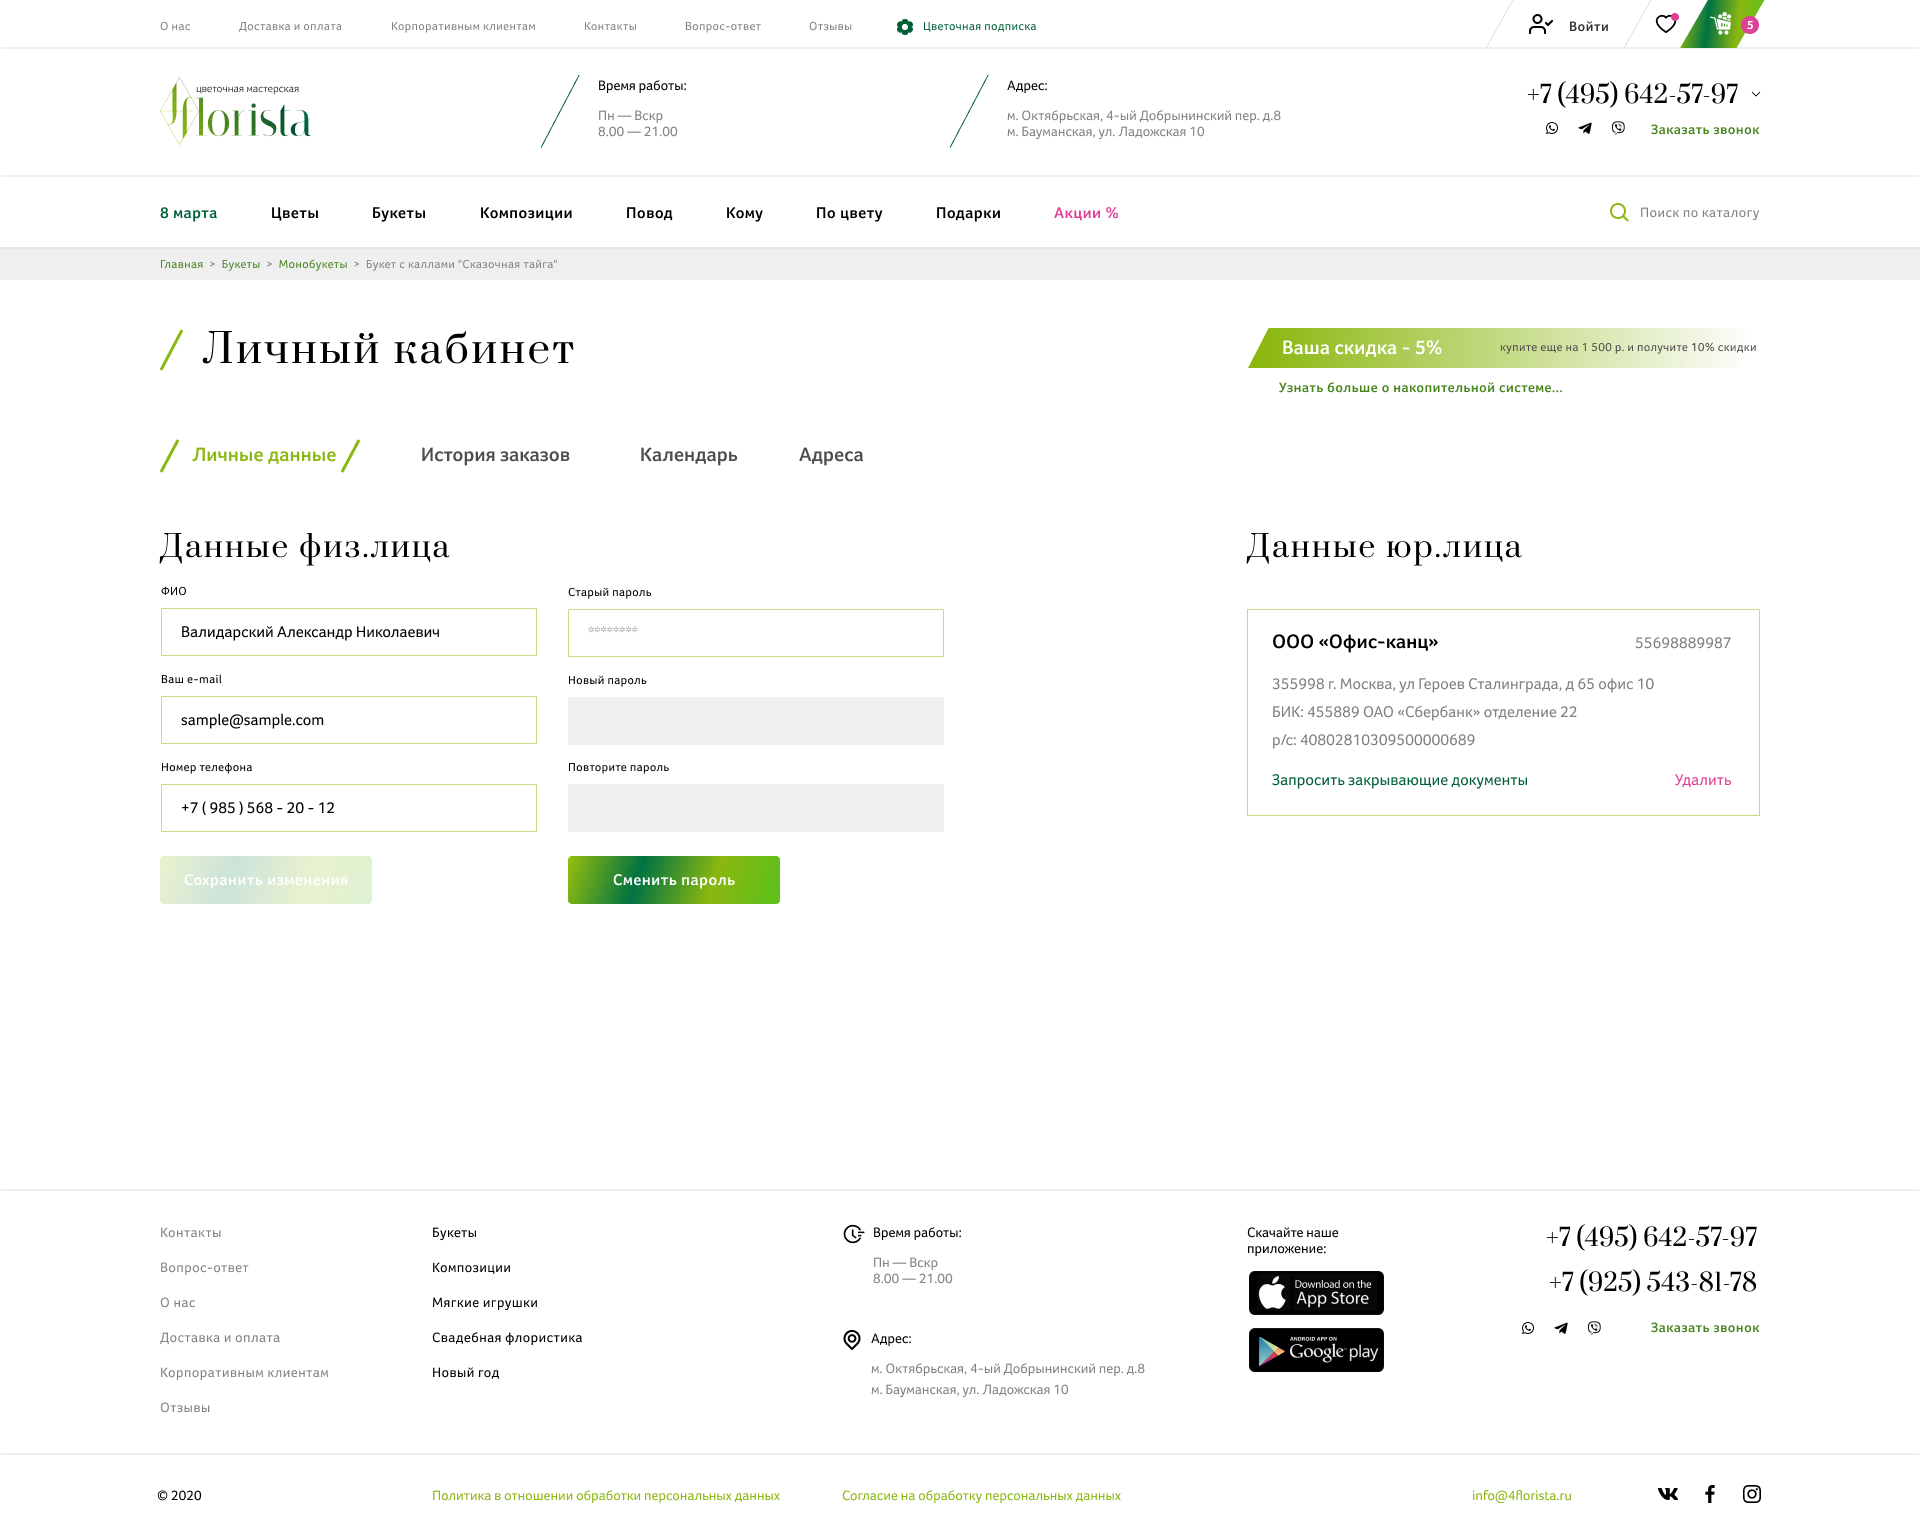 О нас
Доставка и оплата
Корпоративным клиентам
Контакты
Вопрос-ответ
Отзывы
Цветочная подписка
Войти
5
цветочная мастерская
4florista
Время работы:
Пн — Вскр
8.00 — 21.00
Адрес:
м. Октябрьская, 4-ый Добрынинский пер. д.8
м. Бауманская, ул. Ладожская 10
+7 (495) 642-57-97
Заказать звонок
8 марта
Цветы
Букеты
Композиции
Повод
Кому
По цвету
Подарки
Акции %
Поиск по каталогу
Главная > Букеты > Монобукеты > Букет с каллами "Сказочная тайга"
Личный кабинет
Ваша скидка - 5%
купите еще на 1 500 р. и получите 10% скидки
Узнать больше о накопительной системе...
Личные данные
История заказов
Календарь
Адреса
Данные физ.лица
ФИО
Валидарский Александр Николаевич
Ваш e-mail
sample@sample.com
Номер телефона
+7 ( 985 ) 568 - 20 - 12
Сохранить изменения
Старый пароль
********
Новый пароль
Повторите пароль
Сменить пароль
Данные юр.лица
ООО «Офис-канц»
55698889987
355998 г. Москва, ул Героев Сталинграда, д 65 офис 10
БИК: 455889 ОАО «Сбербанк» отделение 22
р/с: 40802810309500000689
Запросить закрывающие документы
Удалить
Контакты
Вопрос-ответ
О нас
Доставка и оплата
Корпоративным клиентам
Отзывы
Букеты
Композиции
Мягкие игрушки
Свадебная флористика
Новый год
Время работы:
Пн — Вскр
8.00 — 21.00
Адрес:
м. Октябрьская, 4-ый Добрынинский пер. д.8
м. Бауманская, ул. Ладожская 10
Скачайте наше
приложение:
Download on the
App Store
ANDROID APP ON
Google play
+7 (495) 642-57-97
+7 (925) 543-81-78
Заказать звонок
© 2020
Политика в отношении обработки персональных данных
Согласие на обработку персональных данных
info@4florista.ru